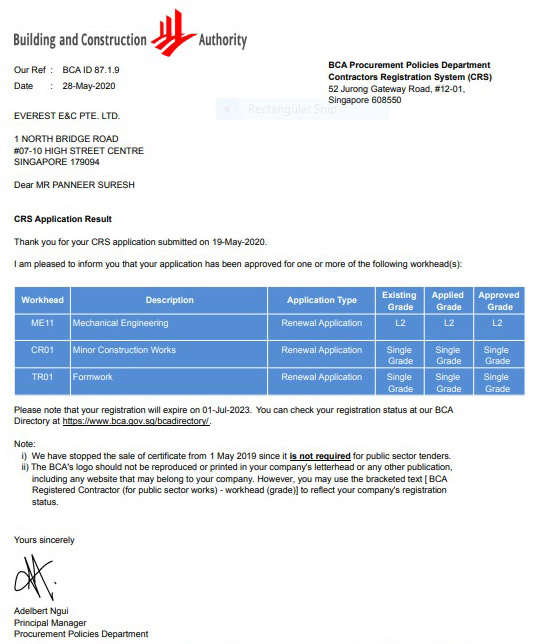 Building and Construction Authority
BCA Procurement Policies Department
Contractors Registration System (CRS)
52 Jurong Gateway Road, #12-01,
Singapore 608550
Our Ref : BCA ID 87.1.9
Date : 28-May-2020
Rectangular Snip
EVEREST E&C PTE. LTD.
1 NORTH BRIDGE ROAD
#07-10 HIGH STREET CENTRE
SINGAPORE 179094
Dear MR PANNEER SURESH
CRS Application Result
Thank you for your CRS application submitted on 19-May-2020.
I am pleased to inform you that your application has been approved for one or more of the following workhead(s):
Workhead Description Application Type Existing Grade Applied Grade Approved Grade
ME11 Mechanical Engineering Renewal Application L2 L2 L2
CR01 Minor Construction Works Renewal Application Single Grade Single Grade Single Grade
TR01 Formwork Renewal Application Single Grade Single Grade Single Grade
Please note that your registration will expire on 01-Jul-2023. You can check your registration status at our BCA
Directory at https://www.bca.gov.sg/bcadirectory/.
Note:
i) We have stopped the sale of certificate from 1 May 2019 since it is not required for public sector tenders.
ii) The BCA's logo should not be reproduced or printed in your company's letterhead or any other publication,
including any website that may belong to your company. However, you may use the bracketed text [ BCA
Registered Contractor (for public sector works) - workhead (grade)] to reflect your company's registration
status.
Yours sincerely
Adelbert Ngui
Principal Manager
Procurement Policies Department